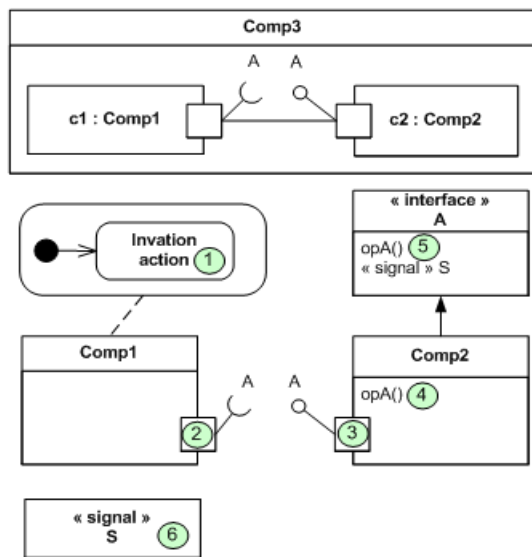 Comp3
A A
c1 : Comp1
c2 : Comp2
« interface »
A
opA() 5
« signal » S
Invation
action 1
Comp1
A A
Comp2
opA() 4
2
3
« signal »
S 6